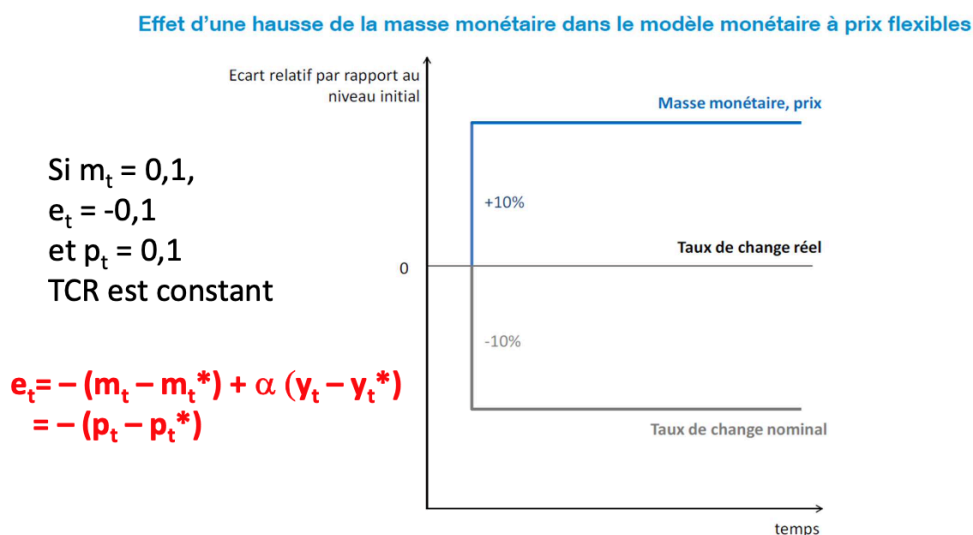 Effet d'une hausse de la masse monétaire dans le modèle monétaire à prix flexibles
Ecart relatif par rapport au
niveau initial
Masse monétaire, prix
Si mₜ = 0,1,
eₜ = -0,1
et pₜ = 0,1
TCR est constant
+10%
Taux de change réel
0
-10%
eₜ= – (mₜ – mₜ*) + α (yₜ – yₜ*)
= – (pₜ – pₜ*)
Taux de change nominal
temps